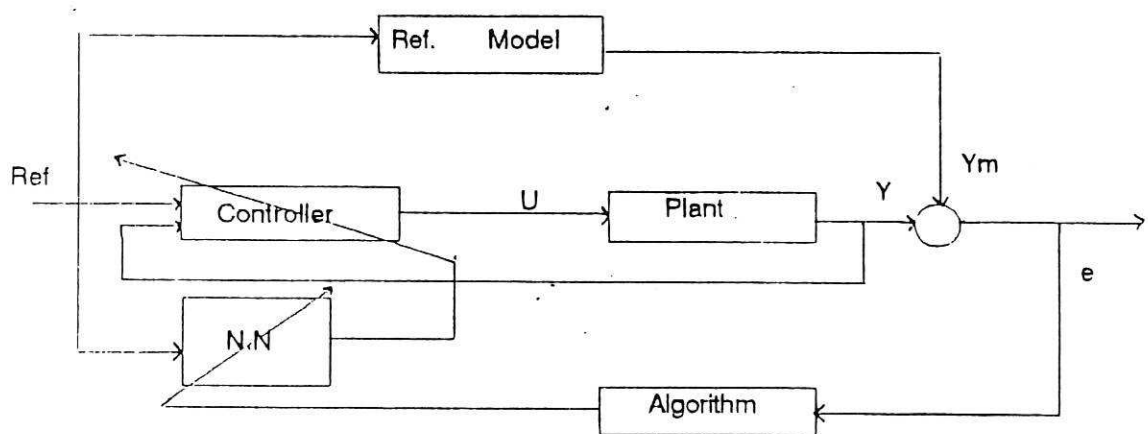 Ref. Model
Ref
Ym
Controller
U
Plant
Y
e
N.N
Algorithm